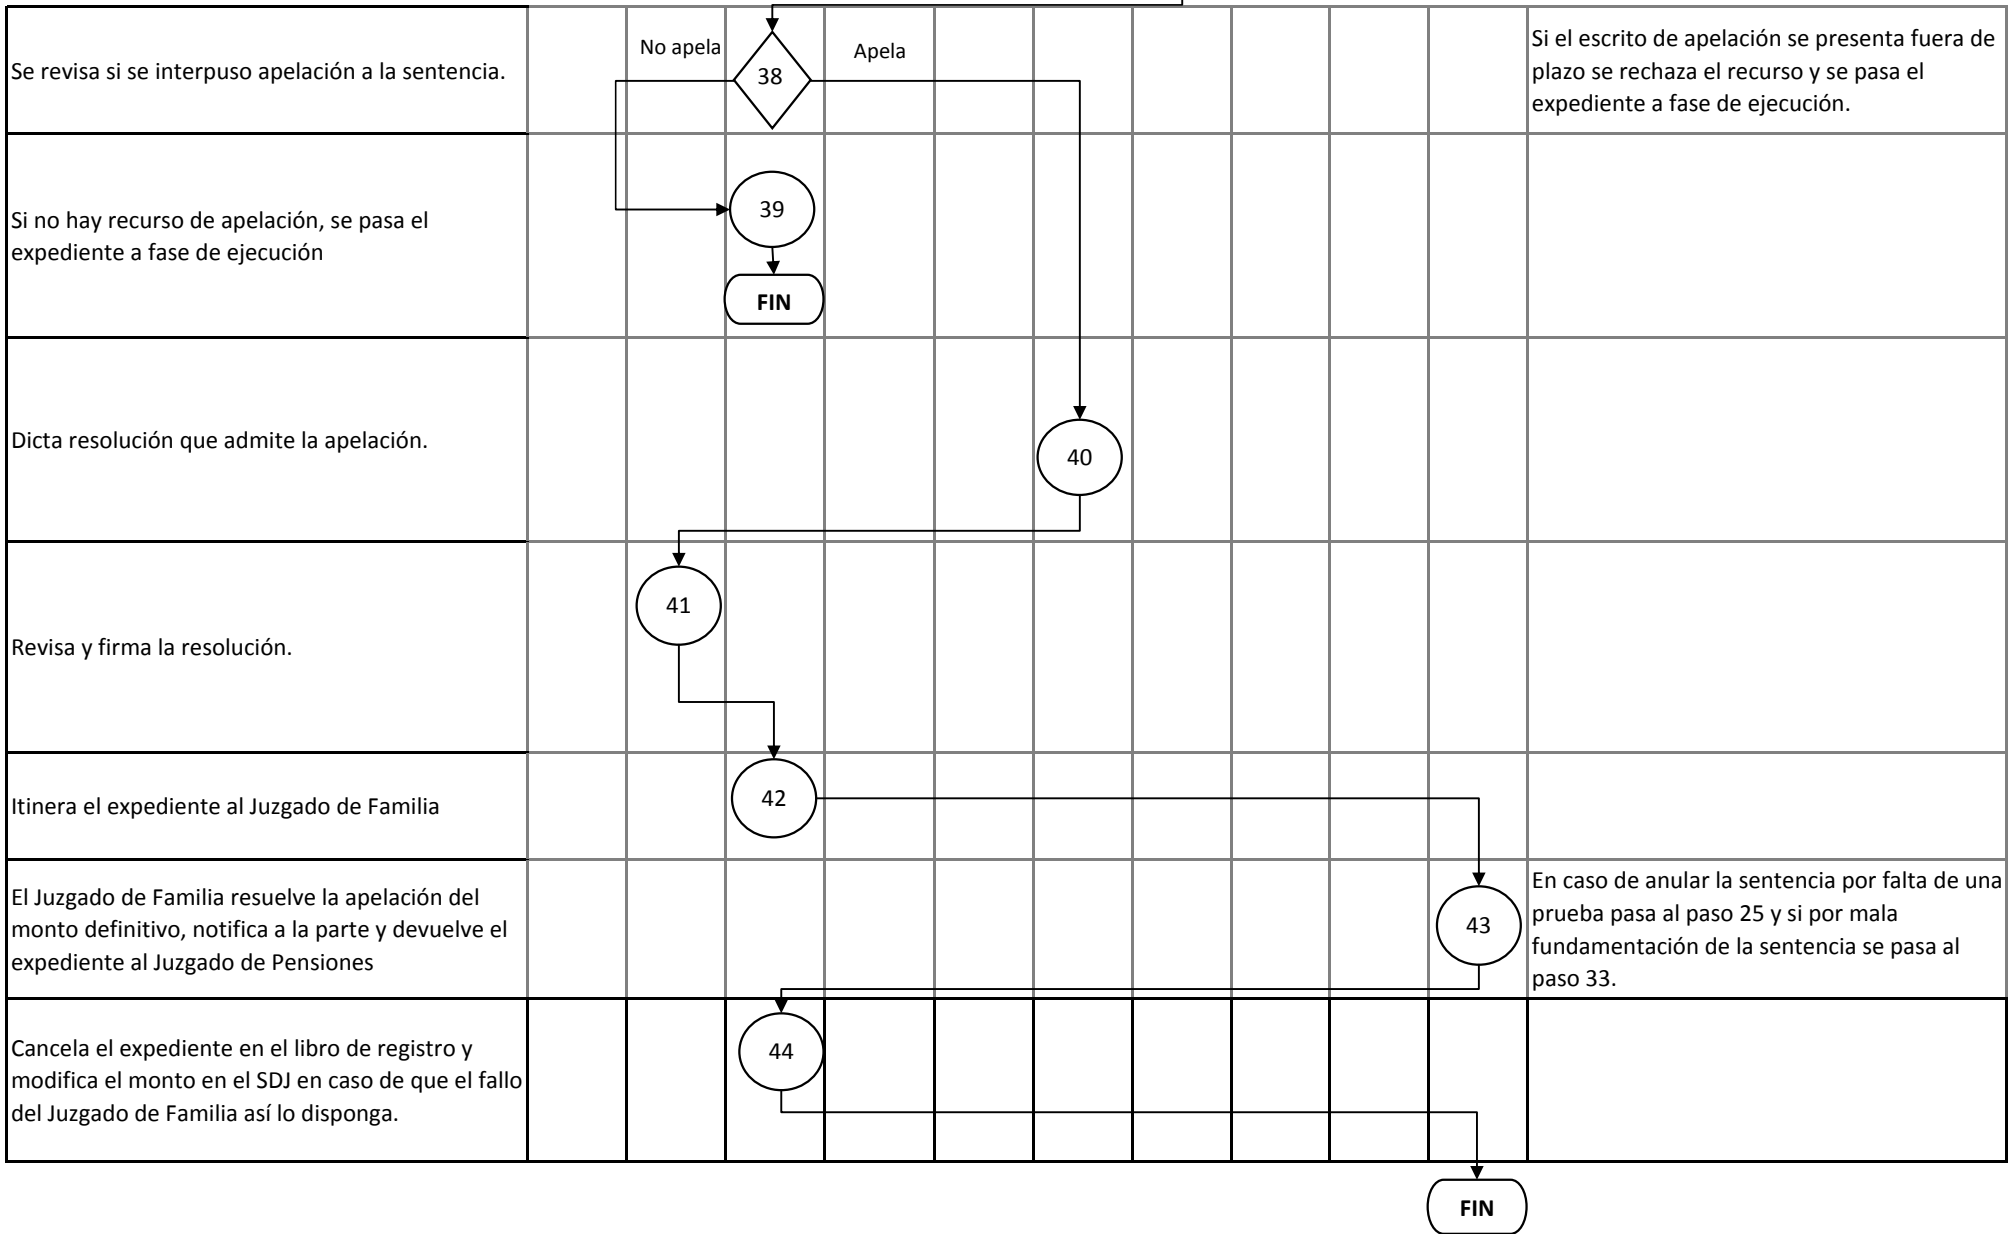 Se revisa si se interpuso apelación a la sentencia.
No apela
38
Apela
Si el escrito de apelación se presenta fuera de
plazo se rechaza el recurso y se pasa el
expediente a fase de ejecución.
Si no hay recurso de apelación, se pasa el
expediente a fase de ejecución
39
FIN
Dicta resolución que admite la apelación.
40
Revisa y firma la resolución.
41
Itinera el expediente al Juzgado de Familia
42
El Juzgado de Familia resuelve la apelación del
monto definitivo, notifica a la parte y devuelve el
expediente al Juzgado de Pensiones
43
En caso de anular la sentencia por falta de una
prueba pasa al paso 25 y si por mala
fundamentación de la sentencia se pasa al
paso 33.
Cancela el expediente en el libro de registro y
modifica el monto en el SDJ en caso de que el fallo
del Juzgado de Familia así lo disponga.
44
FIN